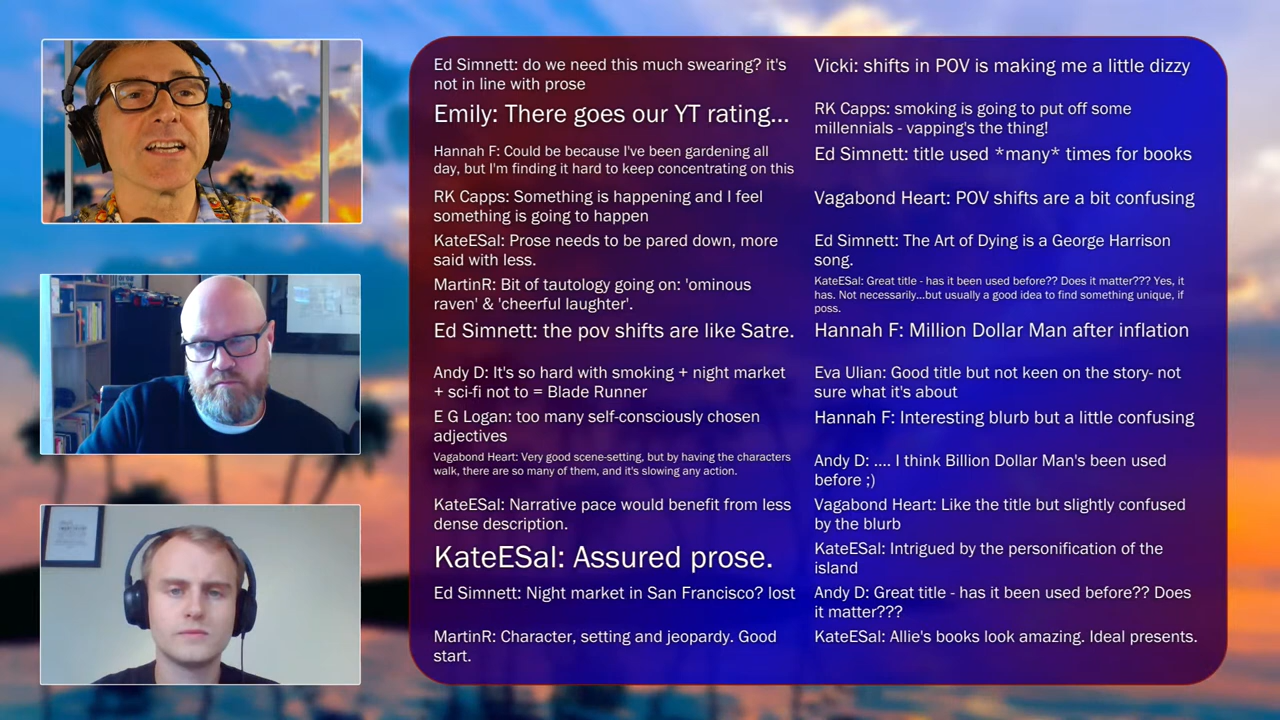 Ed Simnett: do we need this much swearing? it's
not in line with prose
Emily: There goes our YT rating...
Hannah F: Could be because I've been gardening all
day, but I'm finding it hard to keep concentrating on this
RK Capps: Something is happening and I feel
something is going to happen
KateESal: Prose needs to be pared down, more
said with less.
MartinR: Bit of tautology going on: 'ominous
raven' & 'cheerful laughter'.
Ed Simnett: the pov shifts are like Satre.
Andy D: It's so hard with smoking + night market
+ sci-fi not to = Blade Runner
E G Logan: too many self-consciously chosen
adjectives
Vagabond Heart: Very good scene-setting, but by having the characters
walk, there are so many of them, and it's slowing any action.
KateESal: Narrative pace would benefit from less
dense description.
KateESal: Assured prose.
Ed Simnett: Night market in San Francisco? lost
MartinR: Character, setting and jeopardy. Good
start.
Vicki: shifts in POV is making me a little dizzy
RK Capps: smoking is going to put off some
millennials - vapping's the thing!
Ed Simnett: title used *many* times for books
Vagabond Heart: POV shifts are a bit confusing
Ed Simnett: The Art of Dying is a George Harrison
song.
KateESal: Great title - has it been used before?? Does it matter??? Yes, it
has. Not necessarily...but usually a good idea to find something unique, if
poss.
Hannah F: Million Dollar Man after inflation
Eva Ulian: Good title but not keen on the story- not
sure what it's about
Hannah F: Interesting blurb but a little confusing
Andy D: .... I think Billion Dollar Man's been used
before ;)
Vagabond Heart: Like the title but slightly confused
by the blurb
KateESal: Intrigued by the personification of the
island
Andy D: Great title - has it been used before?? Does
it matter???
KateESal: Allie's books look amazing. Ideal presents.